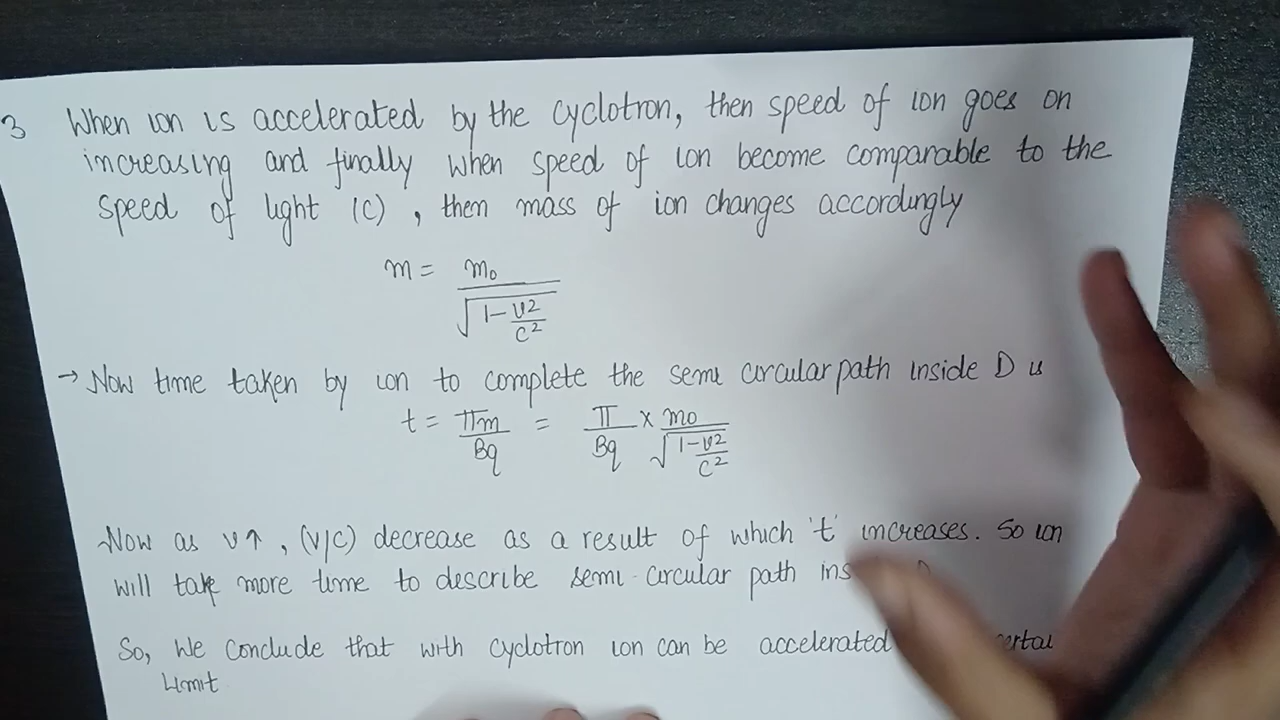 3 When ion is accelerated by the cyclotron, then speed of ion goes on
increasing and finally when speed of ion become comparable to the
speed of light (c), then mass of ion changes accordingly
m = m₀ / √(1 - v²/c²)
→ Now time taken by ion to complete the semi circular path inside D is
t = πm / Bq = π / Bq × m₀ / √(1 - v²/c²)
Now as v↑, (v/c) decrease as a result of which 't' increases. So ion
will take more time to describe semi-circular path
So, We conclude that with cyclotron ion can be accelerated
Limit